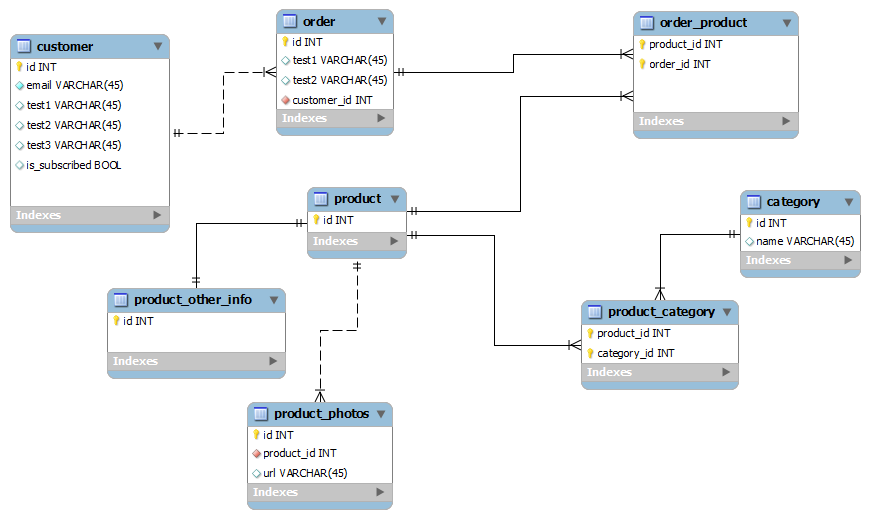 customer
id INT
email VARCHAR(45)
test1 VARCHAR(45)
test2 VARCHAR(45)
test3 VARCHAR(45)
is_subscribed BOOL
Indexes
order
id INT
test1 VARCHAR(45)
test2 VARCHAR(45)
customer_id INT
Indexes
order_product
product_id INT
order_id INT
Indexes
product
id INT
Indexes
category
id INT
name VARCHAR(45)
Indexes
product_other_info
id INT
Indexes
product_category
product_id INT
category_id INT
Indexes
product_photos
id INT
product_id INT
url VARCHAR(45)
Indexes